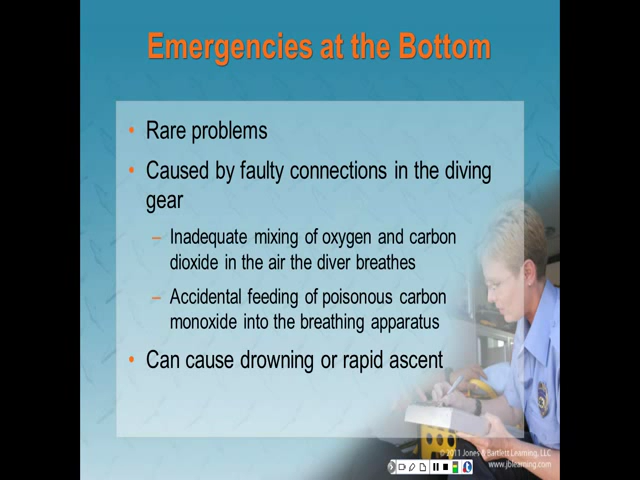 Emergencies at the Bottom
• Rare problems
• Caused by faulty connections in the diving
gear
– Inadequate mixing of oxygen and carbon
dioxide in the air the diver breathes
– Accidental feeding of poisonous carbon
monoxide into the breathing apparatus
• Can cause drowning or rapid ascent
© 2011 Jones & Bartlett Learning, LLC
www.jblearning.com